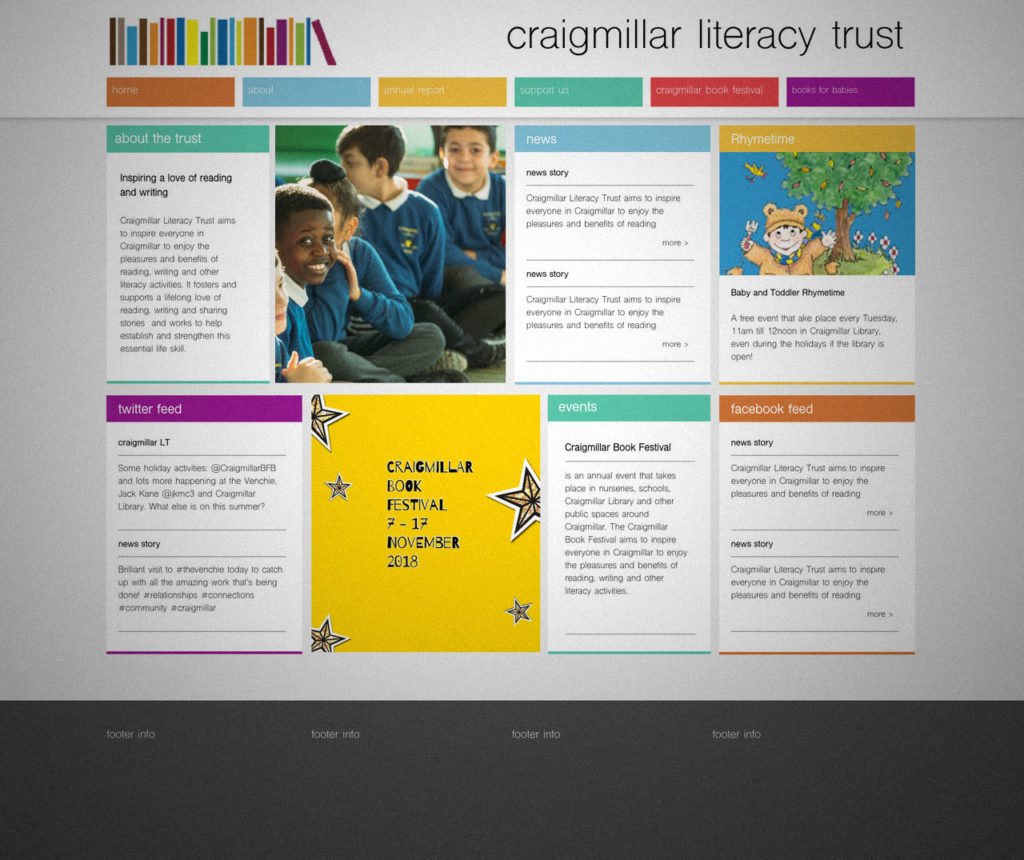 craigmillar literacy trust
home
about
annual report
support us
craigmillar book festival
books for babies
about the trust
Inspiring a love of reading
and writing
Craigmillar Literacy Trust aims
to inspire everyone in
Craigmillar to enjoy the
pleasures and benefits of
reading, writing and other
literacy activities. It fosters and
supports a lifelong love of
reading, writing and sharing
stories and works to help
establish and strengthen this
essential life skill.
news
news story
Craigmillar Literacy Trust aims to inspire
everyone in Craigmillar to enjoy the
pleasures and benefits of reading
more >
news story
Craigmillar Literacy Trust aims to inspire
everyone in Craigmillar to enjoy the
pleasures and benefits of reading
more >
Rhymetime
Baby and Toddler Rhymetime
A free event that ake place every Tuesday,
11am till 12noon in Craigmillar Library,
even during the holidays if the library is
open!
twitter feed
craigmillar LT
Some holiday activities: @CraigmillarBFB
and lots more happening at the Venchie,
Jack Kane @jkmc3 and Craigmillar
Library. What else is on this summer?
news story
Brilliant visit to #thevenchie today to catch
up with all the amazing work that's being
done! #relationships #connections
#community #craigmillar
CRAIGMILLAR
BOOK
FESTIVAL
7 - 17
NOVEMBER
2018
events
Craigmillar Book Festival
is an annual event that takes
place in nurseries, schools,
Craigmillar Library and other
public spaces around
Craigmillar. The Craigmillar
Book Festival aims to inspire
everyone in Craigmillar to enjoy
the pleasures and benefits of
reading, writing and other
literacy activities.
facebook feed
news story
Craigmillar Literacy Trust aims to inspire
everyone in Craigmillar to enjoy the
pleasures and benefits of reading
more >
news story
Craigmillar Literacy Trust aims to inspire
everyone in Craigmillar to enjoy the
pleasures and benefits of reading
more >
footer info
footer info
footer info
footer info